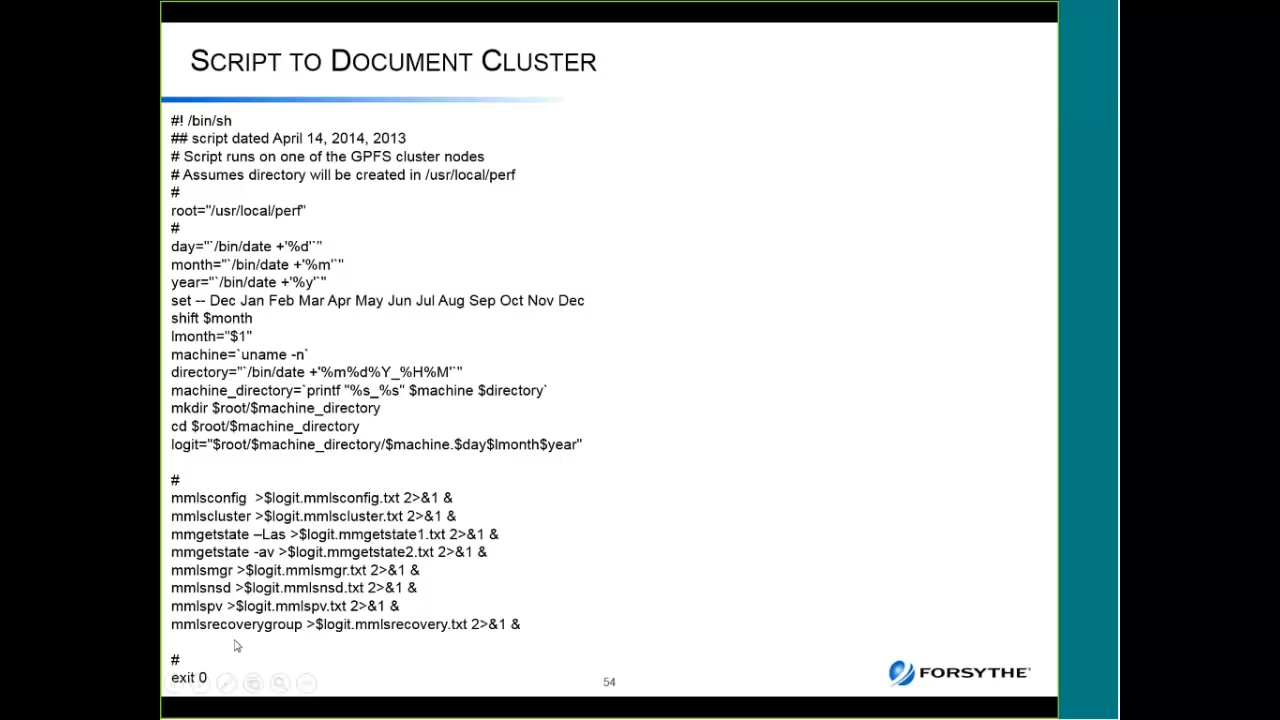 SCRIPT TO DOCUMENT CLUSTER
#! /bin/sh
## script dated April 14, 2014, 2013
# Script runs on one of the GPFS cluster nodes
# Assumes directory will be created in /usr/local/perf
#
root="/usr/local/perf"
#
day="`/bin/date +'%d'`"
month="`/bin/date +'%m'`"
year="`/bin/date +'%y'`"
set -- Dec Jan Feb Mar Apr May Jun Jul Aug Sep Oct Nov Dec
shift $month
lmonth="$1"
machine=`uname -n`
directory="`/bin/date +'%m%d%Y_%H%M'`"
machine_directory=`printf "%s_%s" $machine $directory`
mkdir $root/$machine_directory
cd $root/$machine_directory
logit="$root/$machine_directory/$machine.$day$lmonth$year"
#
mmlsconfig  >$logit.mmlsconfig.txt 2>&1 &
mmlscluster >$logit.mmlscluster.txt 2>&1 &
mmgetstate –Las >$logit.mmgetstate1.txt 2>&1 &
mmgetstate -av >$logit.mmgetstate2.txt 2>&1 &
mmlsmgr >$logit.mmlsmgr.txt 2>&1 &
mmlsnsd >$logit.mmlsnsd.txt 2>&1 &
mmlspv >$logit.mmlspv.txt 2>&1 &
mmlsrecoverygroup >$logit.mmlsrecovery.txt 2>&1 &
#
exit 0
54
FORSYTHE